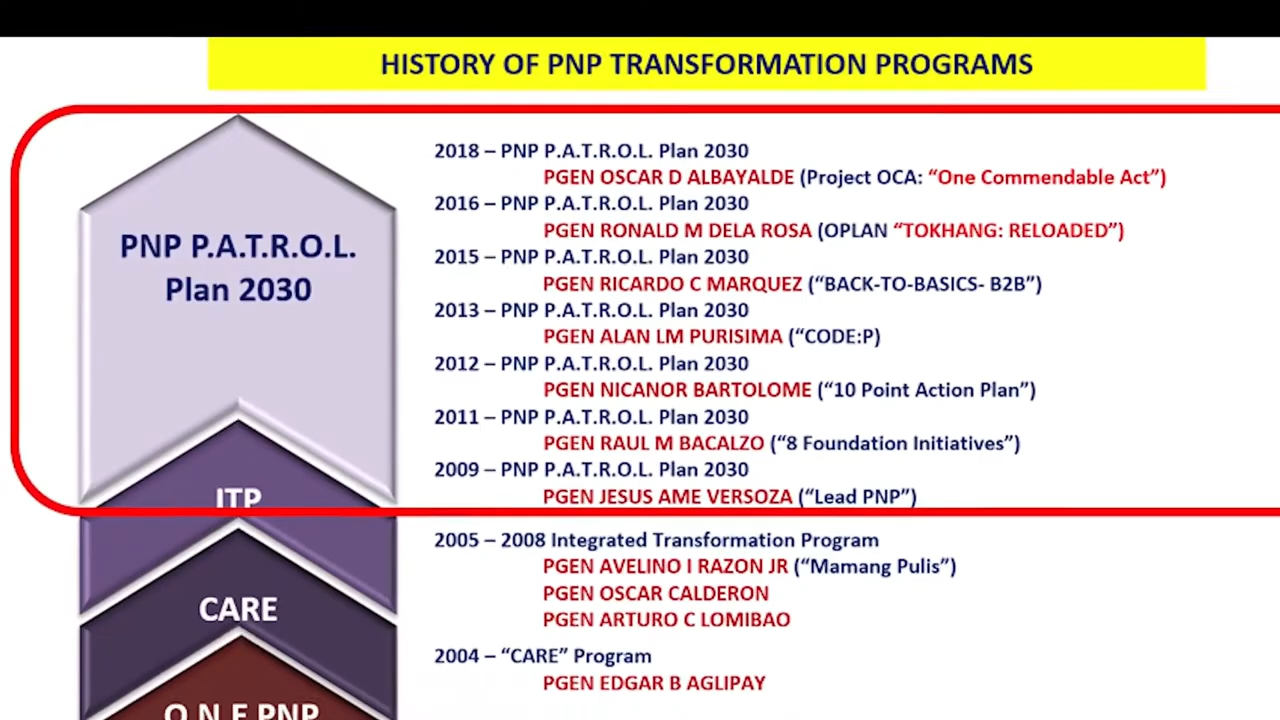 HISTORY OF PNP TRANSFORMATION PROGRAMS
PNP P.A.T.R.O.L.
Plan 2030
ITP
CARE
O.N.E PNP
2018 – PNP P.A.T.R.O.L. Plan 2030
PGEN OSCAR D ALBAYALDE (Project OCA: “One Commendable Act”)
2016 – PNP P.A.T.R.O.L. Plan 2030
PGEN RONALD M DELA ROSA (OPLAN “TOKHANG: RELOADED”)
2015 – PNP P.A.T.R.O.L. Plan 2030
PGEN RICARDO C MARQUEZ (“BACK-TO-BASICS- B2B”)
2013 – PNP P.A.T.R.O.L. Plan 2030
PGEN ALAN LM PURISIMA (“CODE:P)
2012 – PNP P.A.T.R.O.L. Plan 2030
PGEN NICANOR BARTOLOME (“10 Point Action Plan”)
2011 – PNP P.A.T.R.O.L. Plan 2030
PGEN RAUL M BACALZO (“8 Foundation Initiatives”)
2009 – PNP P.A.T.R.O.L. Plan 2030
PGEN JESUS AME VERSOZA (“Lead PNP”)
2005 – 2008 Integrated Transformation Program
PGEN AVELINO I RAZON JR (“Mamang Pulis”)
PGEN OSCAR CALDERON
PGEN ARTURO C LOMIBAO
2004 – “CARE” Program
PGEN EDGAR B AGLIPAY